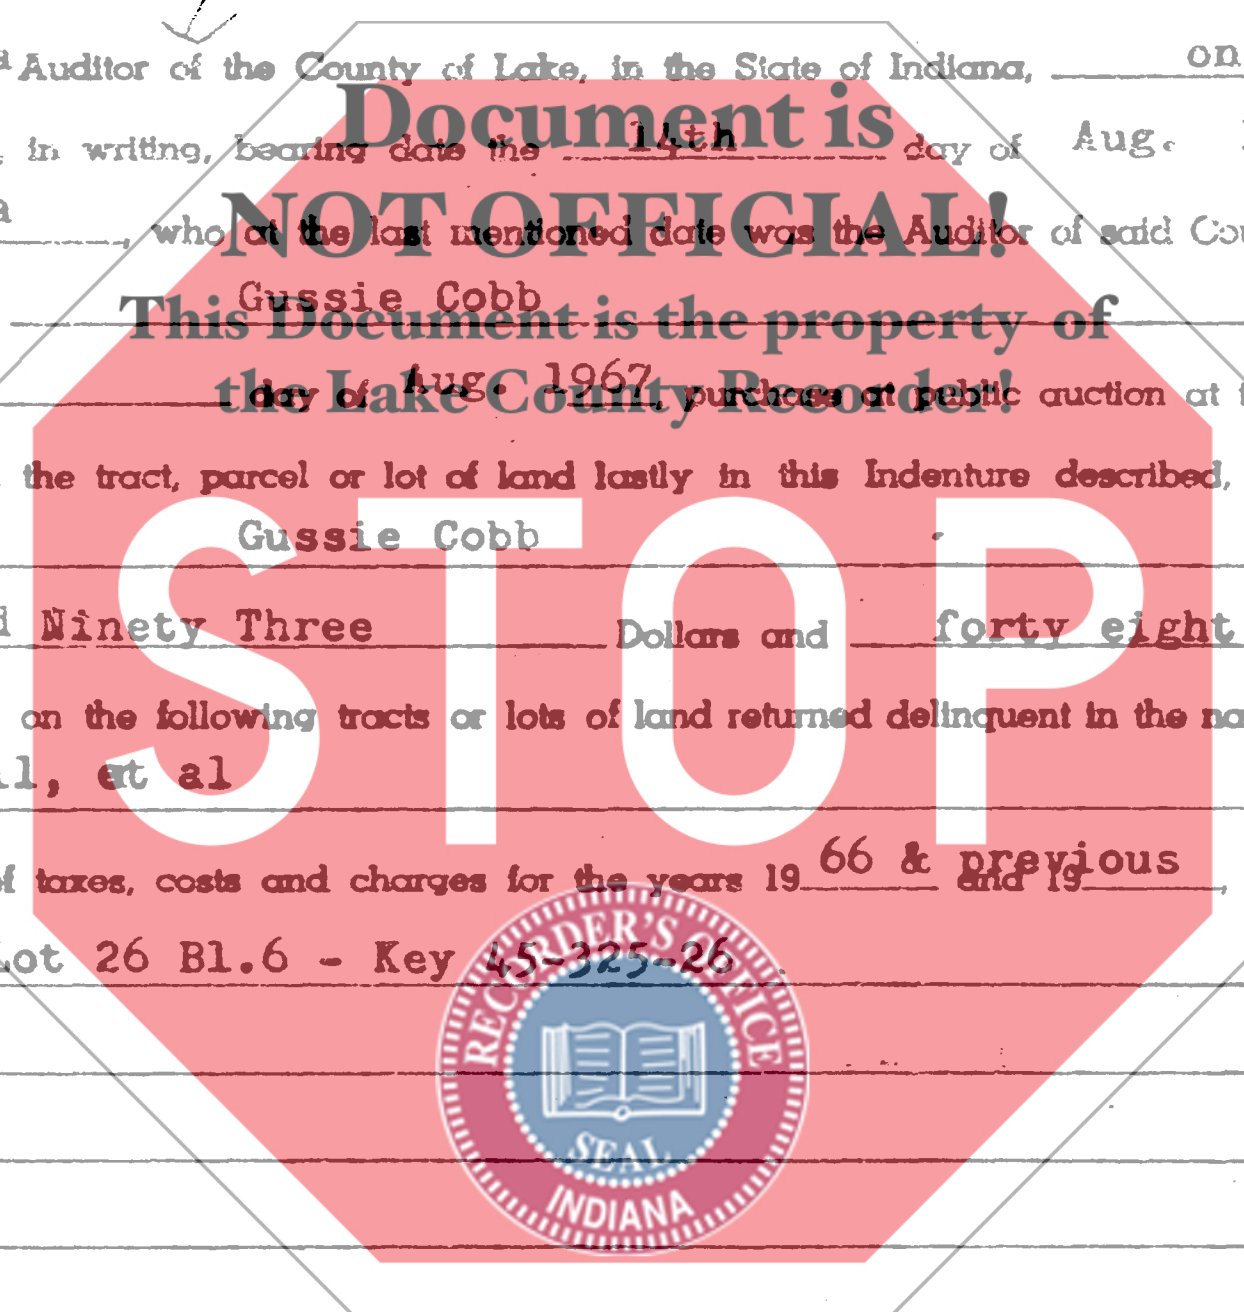 Auditor of the County of Lake, in the State of Indiana, on
in writing, bearing date the 14th day of Aug.
, who at the last mentioned date was the Auditor of said Cou
Gussie Cobb
day of Aug. 1967, purchase at public auction at t
the tract, parcel or lot of land lastly in this Indenture described,
Gussie Cobb
Ninety Three Dollars and forty eight
on the following tracts or lots of land returned delinquent in the na
et al
of taxes, costs and charges for the years 19 66 & previous and 19 ,
Lot 26 Bl.6 - Key 45-325-26
Document is
NOT OFFICIAL!
This Document is the property of
the Lake County Recorder!
STOP
RECORDER'S OFFICE
SEAL
INDIANA